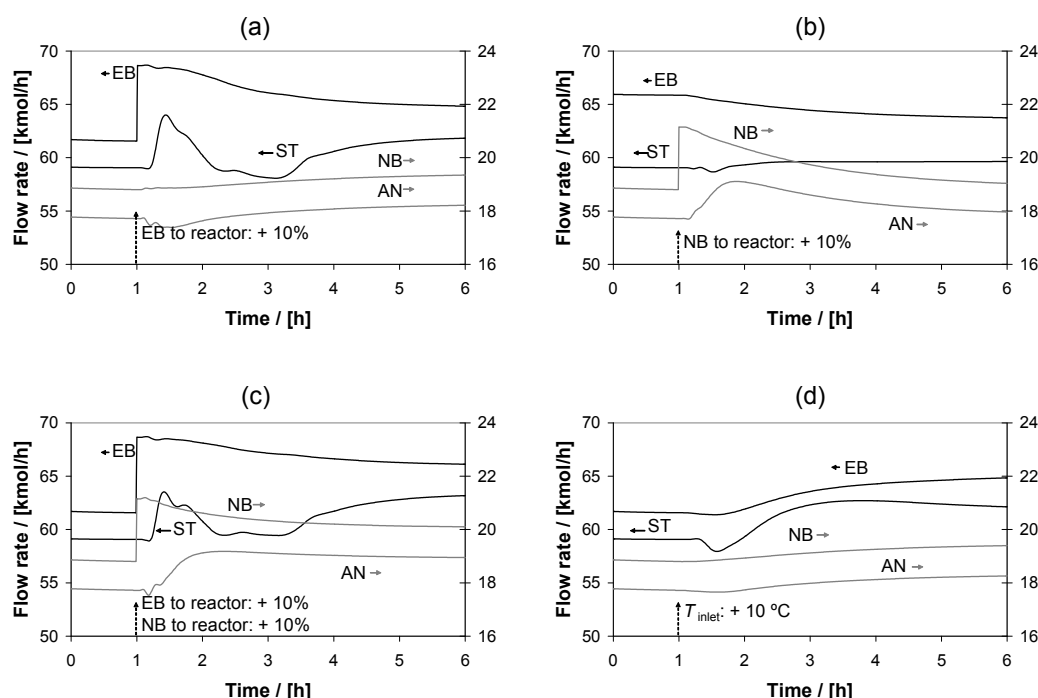 (a)
70
65
60
55
50
24
22
20
18
16
Flow rate / [kmol/h]
EB
ST
NB
AN
EB to reactor: + 10%
0 1 2 3 4 5 6
Time / [h]
(b)
70
65
60
55
50
24
22
20
18
16
Flow rate / [kmol/h]
EB
NB
ST
AN
NB to reactor: + 10%
0 1 2 3 4 5 6
Time / [h]
(c)
70
65
60
55
50
24
22
20
18
16
Flow rate / [kmol/h]
EB
NB
ST
AN
EB to reactor: + 10%
NB to reactor: + 10%
0 1 2 3 4 5 6
Time / [h]
(d)
70
65
60
55
50
24
22
20
18
16
Flow rate / [kmol/h]
EB
ST
NB
AN
T inlet: + 10 ºC
0 1 2 3 4 5 6
Time / [h]